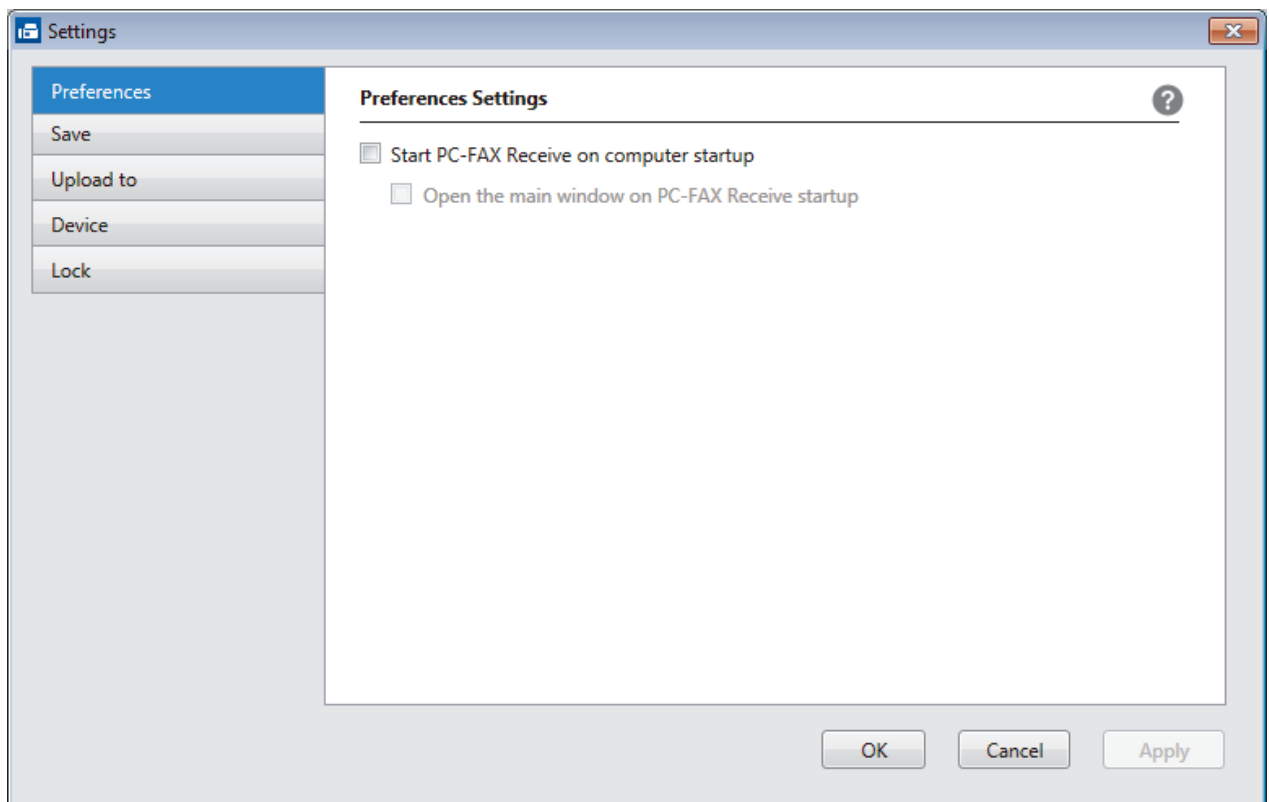 Settings
Preferences
Save
Upload to
Device
Lock
Preferences Settings
?
Start PC-FAX Receive on computer startup
Open the main window on PC-FAX Receive startup
OK
Cancel
Apply